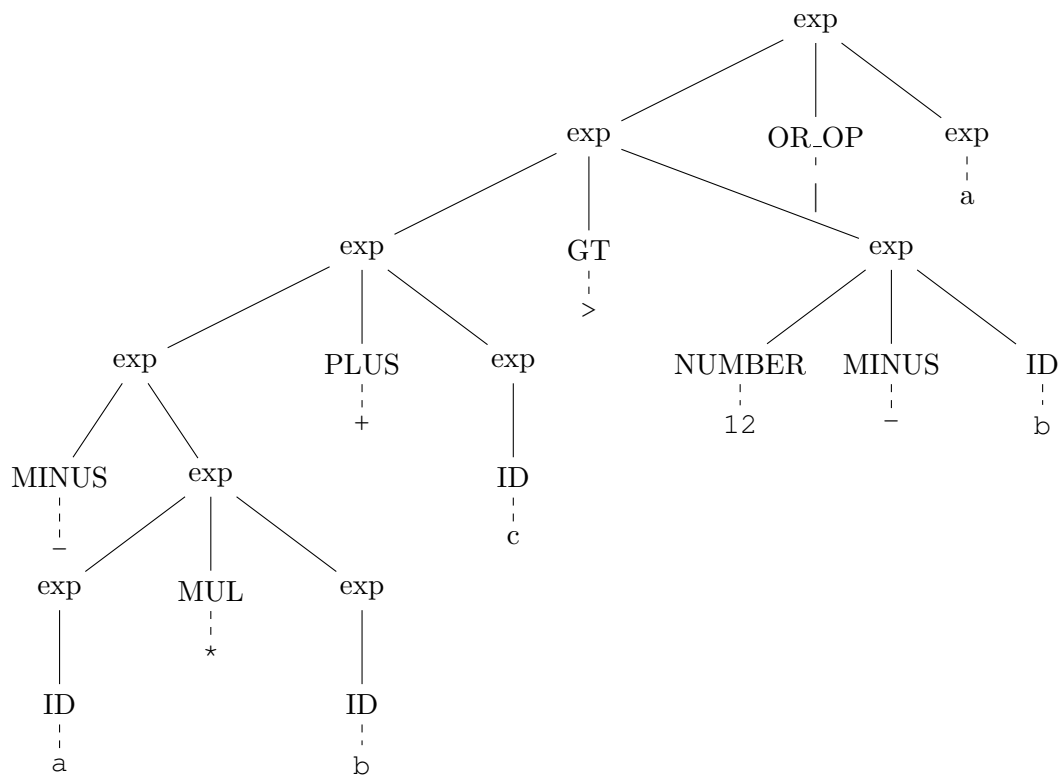 exp
exp OR_OP exp
| a
exp GT exp
>
exp PLUS exp NUMBER MINUS ID
+ 12 - b
MINUS exp ID
- c
exp MUL exp
*
ID ID
a b